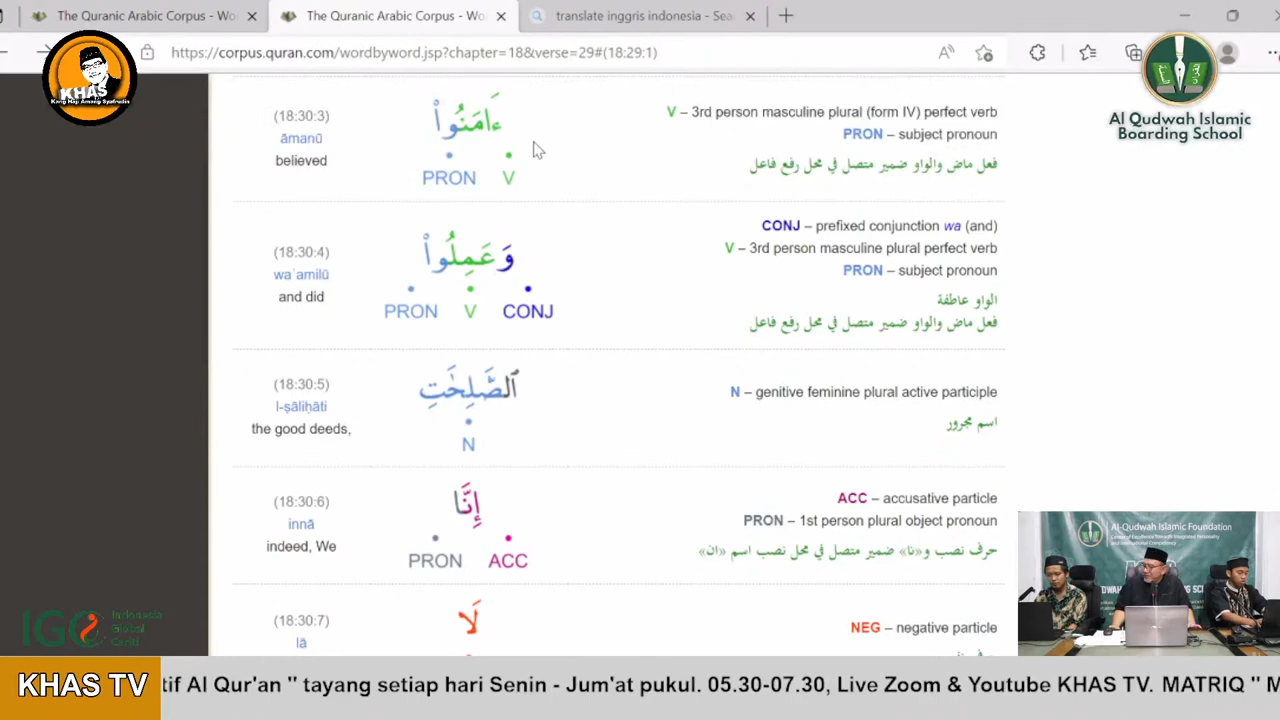 The Quranic Arabic Corpus - Wo
The Quranic Arabic Corpus - Wo
translate inggris indonesia - Sea
https://corpus.quran.com/wordbyword.jsp?chapter=18&verse=29#(18:29:1)
KHAS
Kang Haji Amang Syafrudin
Al Qudwah Islamic
Boarding School
(18:30:3)
āmanū
believed
ءَامَنُوا۟
PRON V
V – 3rd person masculine plural (form IV) perfect verb
PRON – subject pronoun
فعل ماض والواو ضمير متصل في محل رفع فاعل
(18:30:4)
waʿamilū
and did
وَعَمِلُوا۟
PRON V CONJ
CONJ – prefixed conjunction wa (and)
V – 3rd person masculine plural perfect verb
PRON – subject pronoun
الواو عاطفة
فعل ماض والواو ضمير متصل في محل رفع فاعل
(18:30:5)
l-ṣāliḥāti
the good deeds,
ٱلصَّٰلِحَٰتِ
N
N – genitive feminine plural active participle
اسم مجرور
(18:30:6)
innā
indeed, We
إِنَّا
PRON ACC
ACC – accusative particle
PRON – 1st person plural object pronoun
حرف نصب و«نا» ضمير متصل في محل نصب اسم «ان»
(18:30:7)
lā
لَا
NEG – negative particle
Al-Qudwah Islamic Foundation
IGC
Indonesia
Global
Qur'ti
KHAS TV
tif Al Qur'an '' tayang setiap hari Senin - Jum'at pukul. 05.30-07.30, Live Zoom & Youtube KHAS TV. MATRIQ '' M